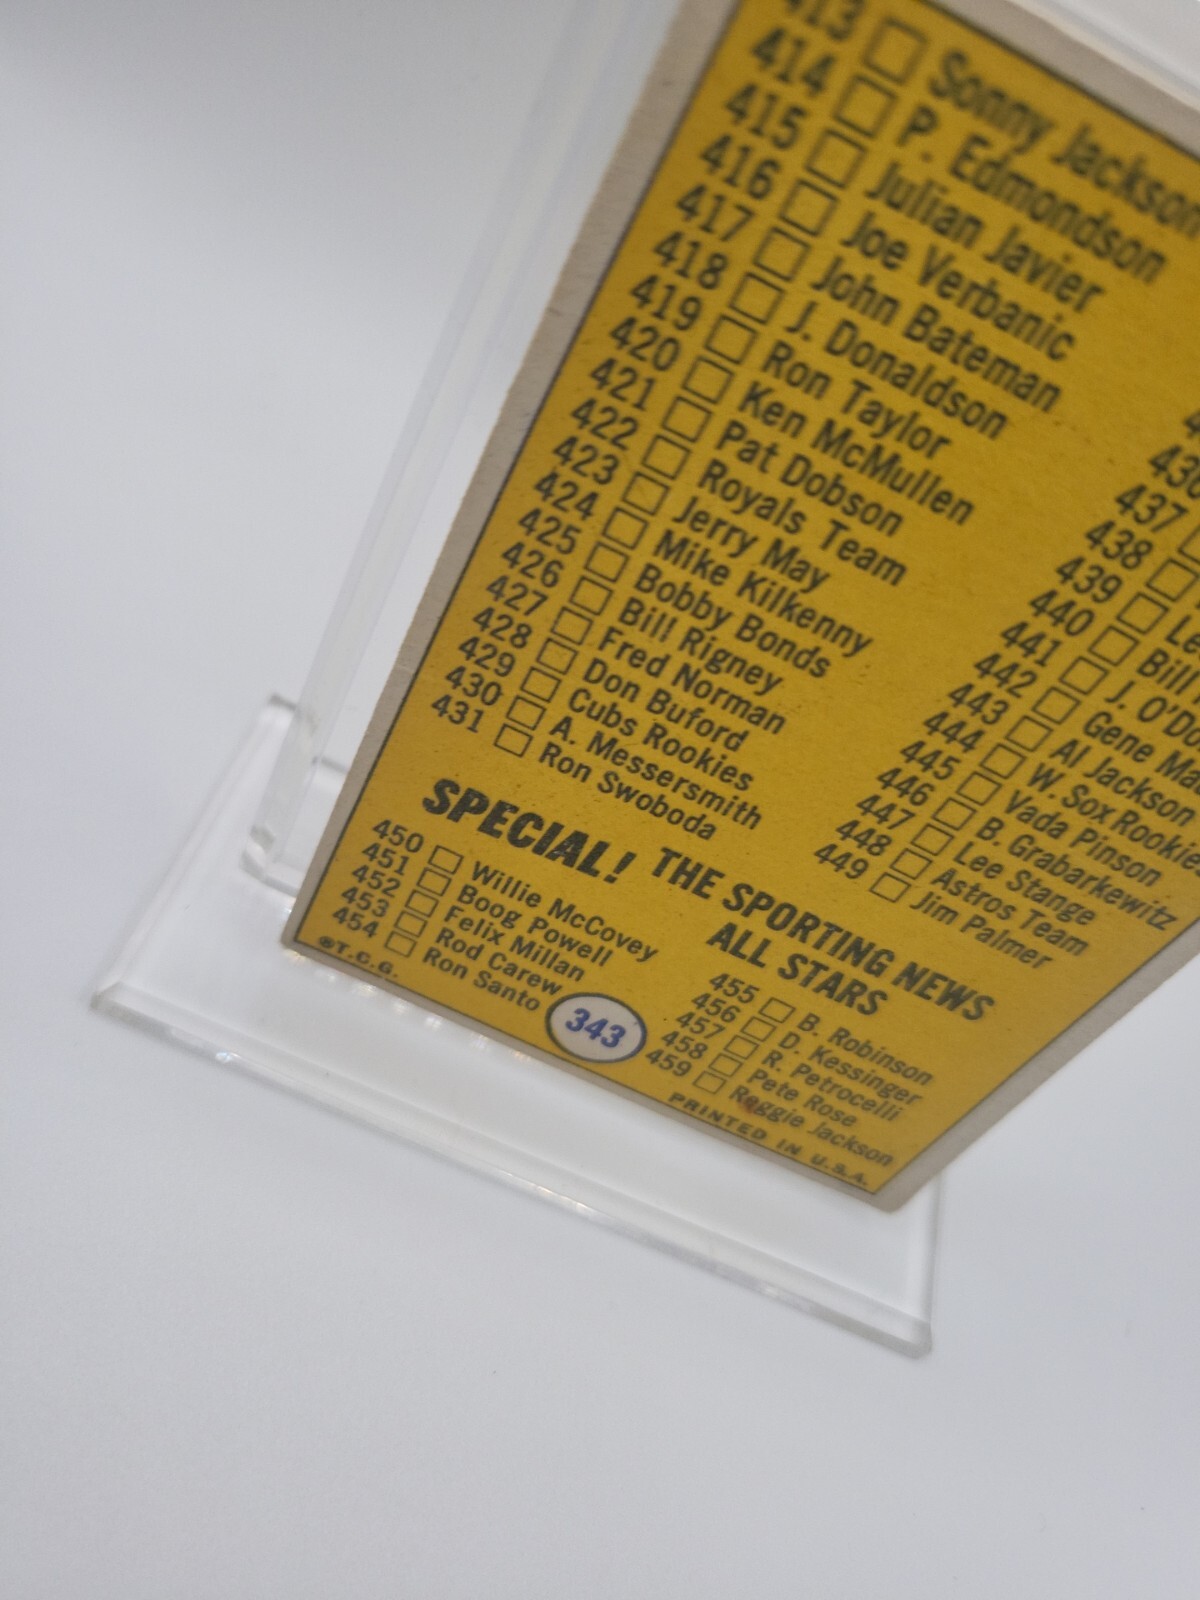 413 Sonny Jackson
414 P. Edmondson
415 Julian Javier
416 Joe Verbanic
417 John Bateman
418 J. Donaldson
419 Ron Taylor
420 Ken McMullen
421 Pat Dobson
422 Royals Team
423 Jerry May
424 Mike Kilkenny
425 Bobby Bonds
426 Bill Rigney
427 Fred Norman
428 Don Buford
429 Cubs Rookies
430 A. Messersmith
431 Ron Swoboda
436
437
438
439 Le
440 Bill
441 J. O'Do
442 Gene Ma
443 Al Jackson
444 W. Sox Rookies
445 Vada Pinson
446 B. Grabarkewitz
447 Lee Stange
448 Astros Team
449 Jim Palmer
SPECIAL! THE SPORTING NEWS
ALL STARS
450 Willie McCovey
451 Boog Powell
452 Felix Millan
453 Rod Carew
454 Ron Santo
455 B. Robinson
456 D. Kessinger
457 R. Petrocelli
458 Pete Rose
459 Reggie Jackson
®T.C.G.
343
PRINTED IN U.S.A.